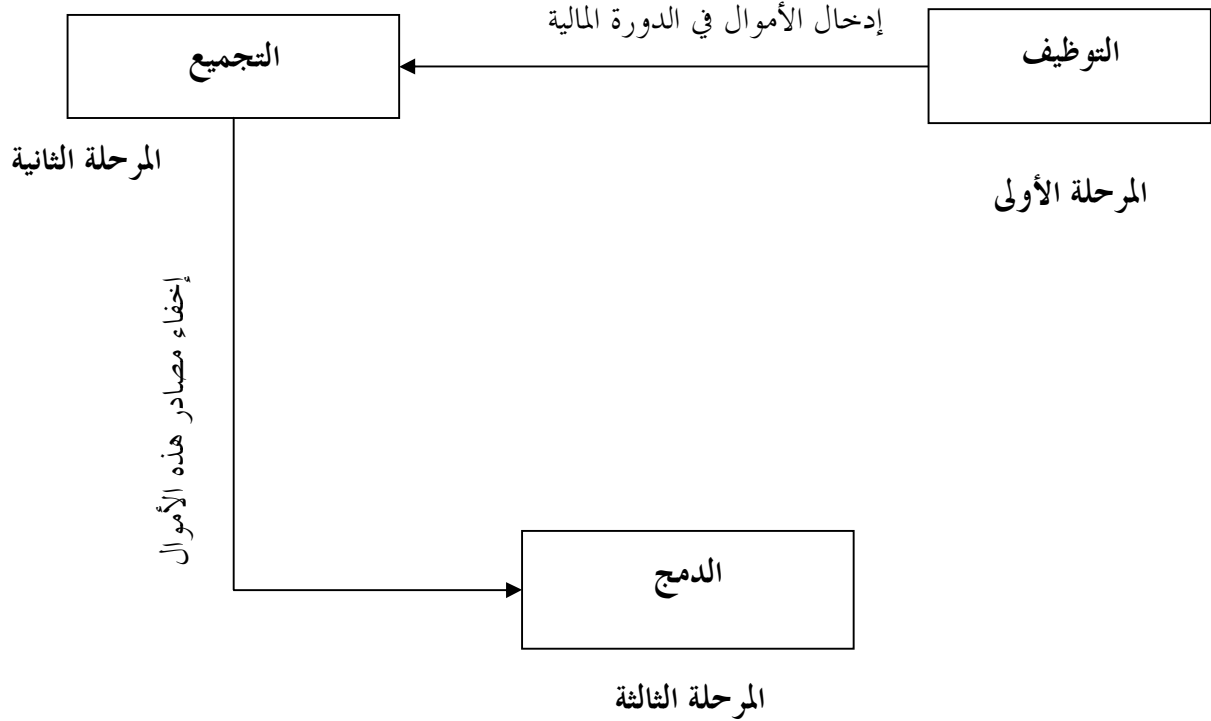 إدخال الأموال في الدورة المالية
التوظيف
التجميع
المرحلة الأولى
المرحلة الثانية
إخفاء مصادر هذه الأموال
الدمج
المرحلة الثالثة